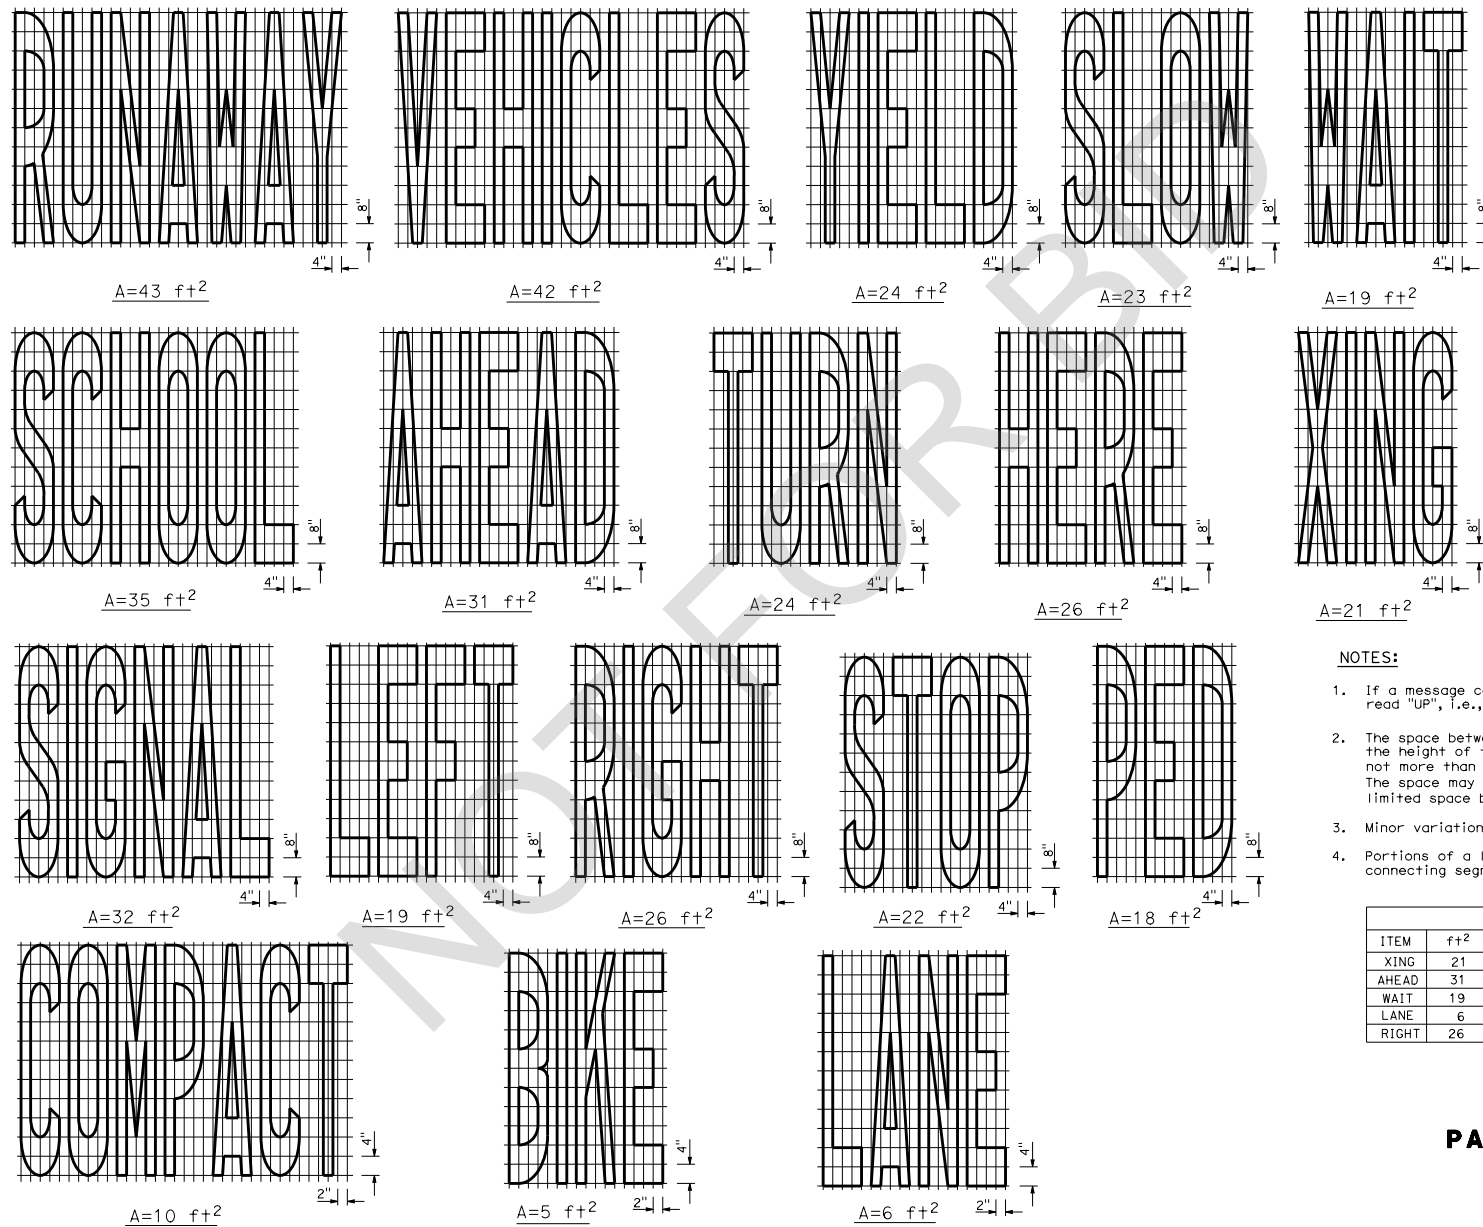 RUNAWAY VEHICLES YIELD SLOW WAIT
8" 8" 8" 8" 8"
4" 4" 4" 4" 4"
A=43 ft² A=42 ft² A=24 ft² A=23 ft² A=19 ft²
SCHOOL AHEAD TURN HERE XING
8" 8" 8" 8" 8"
4" 4" 4" 4" 4"
A=35 ft² A=31 ft² A=24 ft² A=26 ft² A=21 ft²
SIGNAL LEFT RIGHT STOP PED
8" 8" 8" 8" 8"
4" 4" 4" 4" 4"
A=32 ft² A=19 ft² A=26 ft² A=22 ft² A=18 ft²
COMPACT BIKE LANE
4" 4" 4"
2" 2" 2"
A=10 ft² A=5 ft² A=6 ft²
NOTES:
1. If a message co
read "UP", i.e.,
2. The space betwe
the height of
not more than
The space may
limited space b
3. Minor variation
4. Portions of a l
connecting segm
ITEM ft²
XING 21
AHEAD 31
WAIT 19
LANE 6
RIGHT 26
PA
NOT FOR BID